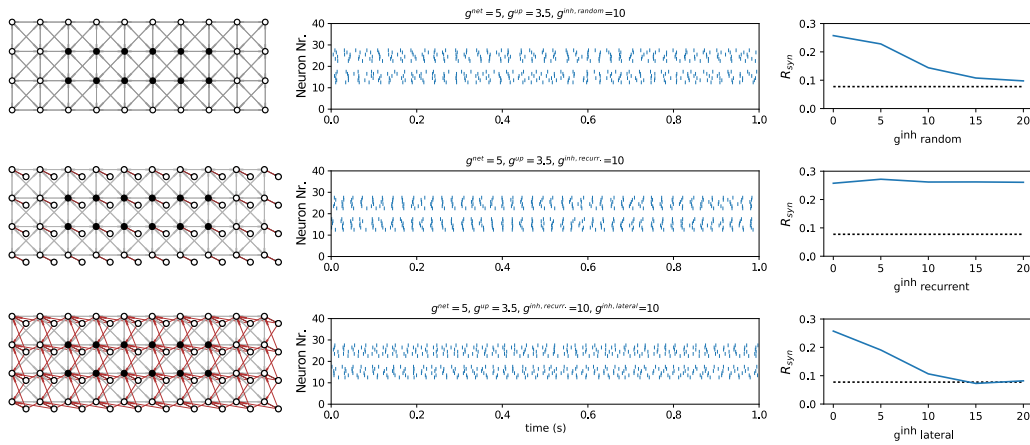 g^net=5, g^up=3.5, g^inh,random=10
Neuron Nr.
40
30
20
10
0
0.0 0.2 0.4 0.6 0.8 1.0
R_syn
0.3
0.2
0.1
0.0
0 5 10 15 20
g^inh random
g^net=5, g^up=3.5, g^inh,recurr.=10
Neuron Nr.
40
30
20
10
0
0.0 0.2 0.4 0.6 0.8 1.0
R_syn
0.3
0.2
0.1
0.0
0 5 10 15 20
g^inh recurrent
g^net=5, g^up=3.5, g^inh,recurr.=10, g^inh,lateral=10
Neuron Nr.
40
30
20
10
0
0.0 0.2 0.4 0.6 0.8 1.0
time (s)
R_syn
0.3
0.2
0.1
0.0
0 5 10 15 20
g^inh lateral